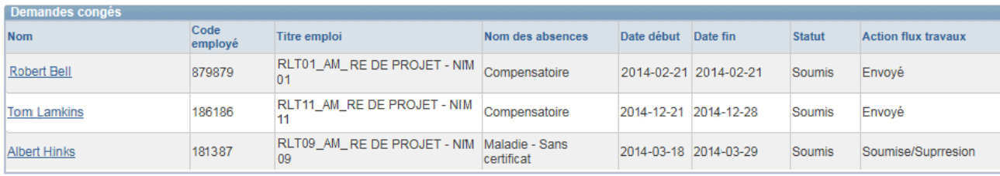 Demandes congés
Nom Code employé Titre emploi Nom des absences Date début Date fin Statut Action flux travaux
Robert Bell 879879 RLT01_AM_ RE DE PROJET - NIM 01 Compensatoire 2014-02-21 2014-02-21 Soumis Envoyé
Tom Lamkins 186186 RLT11_AM_RE DE PROJET - NIM 11 Compensatoire 2014-12-21 2014-12-28 Soumis Envoyé
Albert Hinks 181387 RLT09_AM_ RE DE PROJET - NIM 09 Maladie - Sans certificat 2014-03-18 2014-03-29 Soumis Soumise/Suprresion